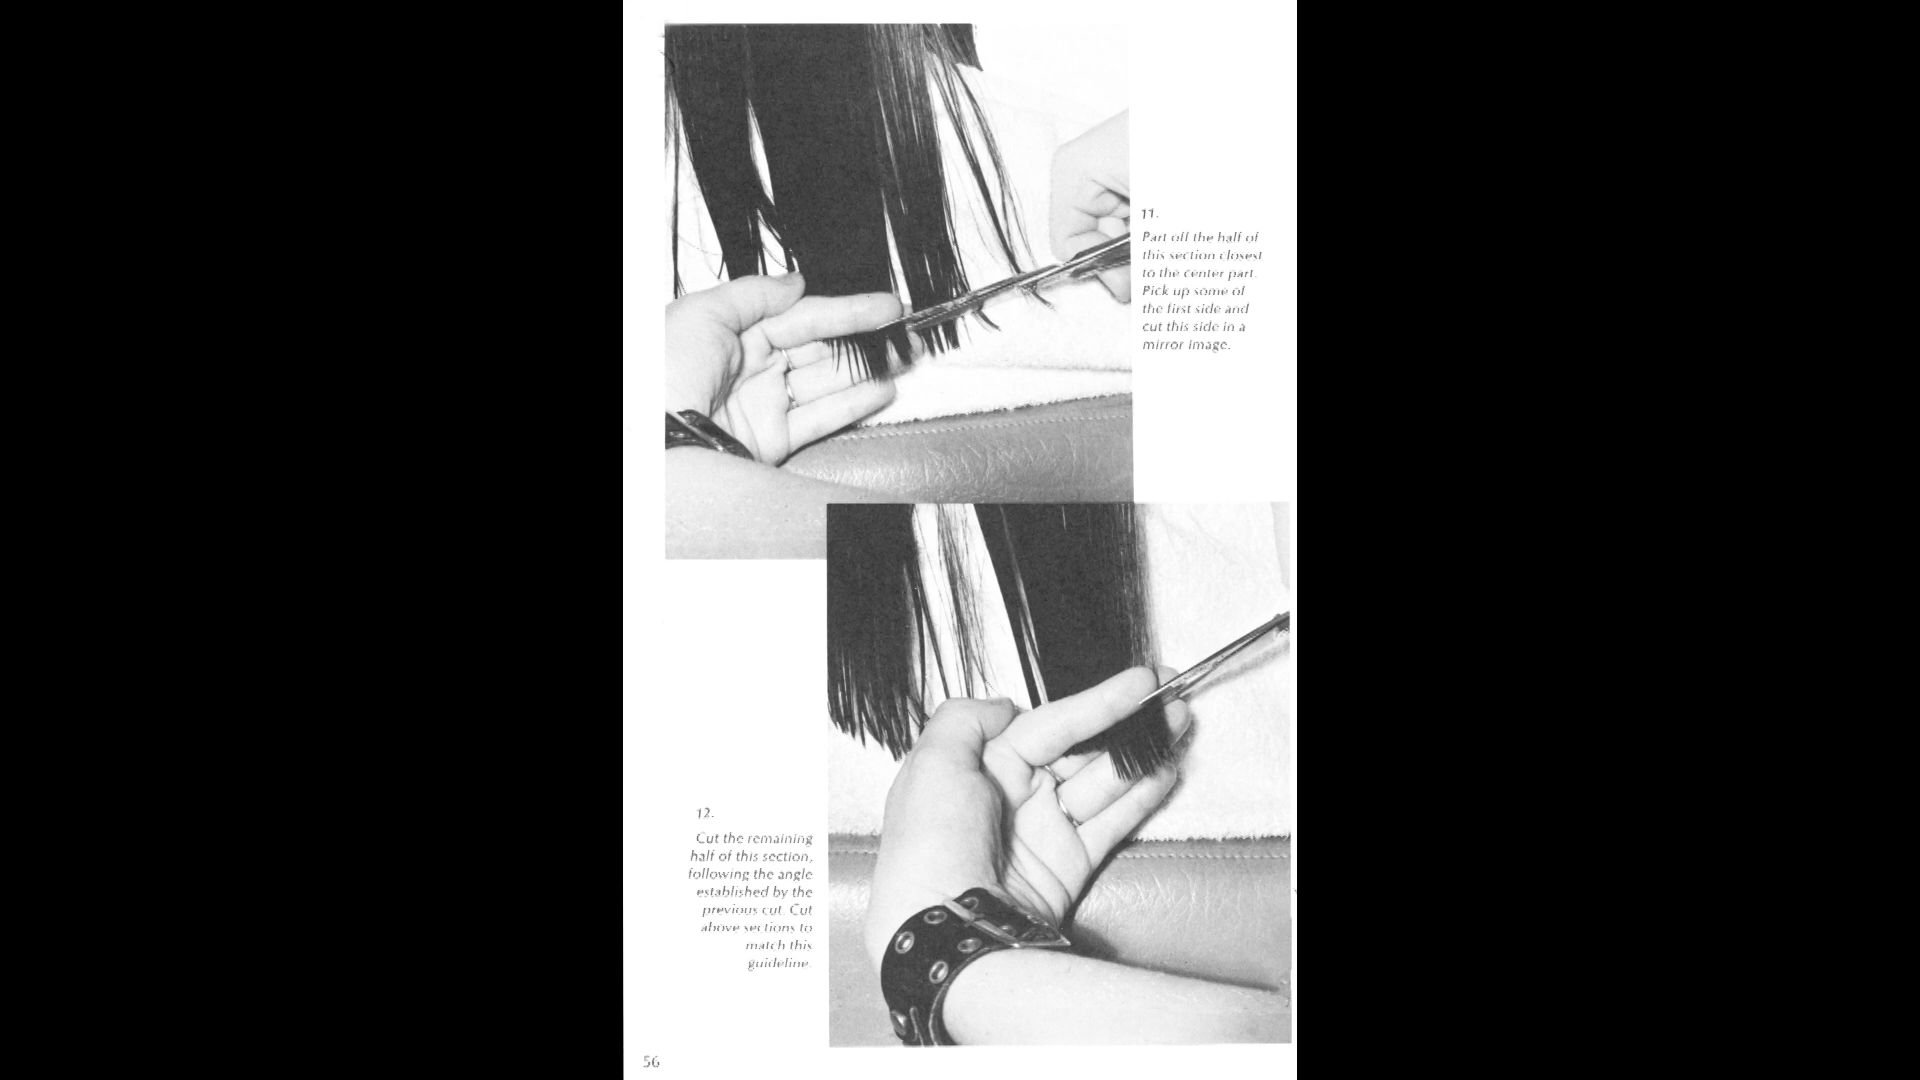 11.
Part off the half of
this section closest
to the center part.
Pick up some of
the first side and
cut this side in a
mirror image.
12.
Cut the remaining
half of this section,
following the angle
established by the
previous cut. Cut
above sections to
match this
guideline.
56